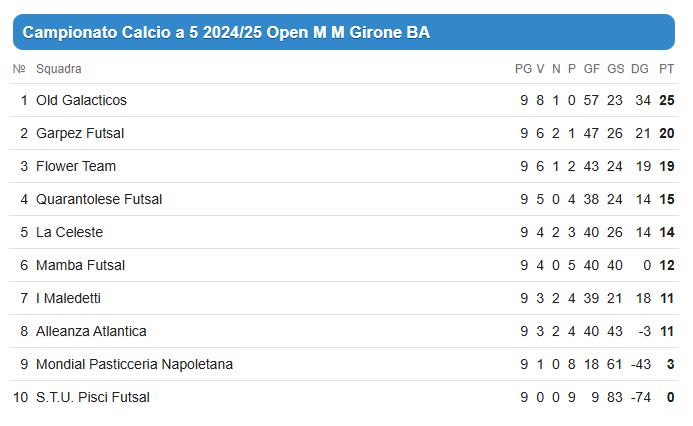 Campionato Calcio a 5 2024/25 Open M M Girone BA
№ Squadra PG V N P GF GS DG PT
1 Old Galacticos 9 8 1 0 57 23 34 25
2 Garpez Futsal 9 6 2 1 47 26 21 20
3 Flower Team 9 6 1 2 43 24 19 19
4 Quarantolese Futsal 9 5 0 4 38 24 14 15
5 La Celeste 9 4 2 3 40 26 14 14
6 Mamba Futsal 9 4 0 5 40 40 0 12
7 I Maledetti 9 3 2 4 39 21 18 11
8 Alleanza Atlantica 9 3 2 4 40 43 -3 11
9 Mondial Pasticceria Napoletana 9 1 0 8 18 61 -43 3
10 S.T.U. Pisci Futsal 9 0 0 9 9 83 -74 0